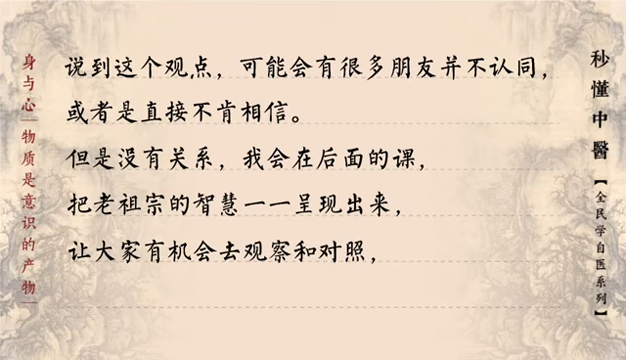 说到这个观点，可能会有很多朋友并不认同，
或者是直接不肯相信。
但是没有关系，我会在后面的课，
把老祖宗的智慧一一呈现出来，
让大家有机会去观察和对照，
身与心｜物质是意识的产物｜
秒懂中醫【全民学自医系列】